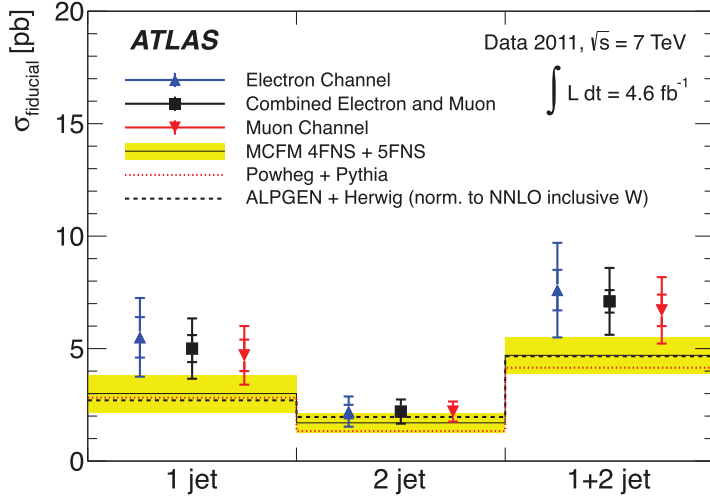 ATLAS
Data 2011, √s = 7 TeV
∫ L dt = 4.6 fb⁻¹
Electron Channel
Combined Electron and Muon
Muon Channel
MCFM 4FNS + 5FNS
Powheg + Pythia
ALPGEN + Herwig (norm. to NNLO inclusive W)
σfiducial [pb]
20
15
10
5
0
1 jet
2 jet
1+2 jet